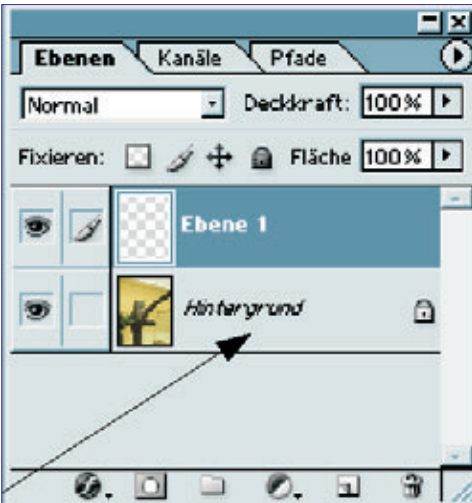 Ebenen Kanäle Pfade
Normal Deckkraft: 100%
Fixieren: Fläche 100%
Ebene 1
Hintergrund